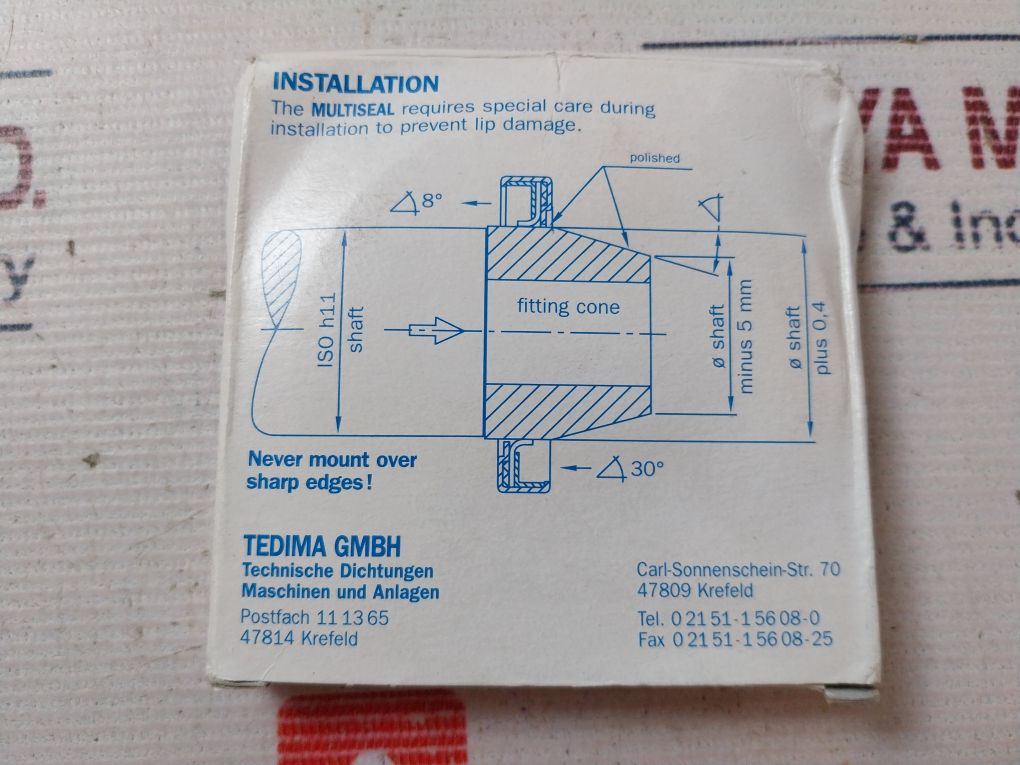 INSTALLATION
The MULTISEAL requires special care during
installation to prevent lip damage.
polished
8°
fitting cone
ISO h11
shaft
ø shaft
minus 5 mm
ø shaft
plus 0,4
30°
Never mount over
sharp edges!
TEDIMA GMBH
Technische Dichtungen
Maschinen und Anlagen
Postfach 11 13 65
47814 Krefeld
Carl-Sonnenschein-Str. 70
47809 Krefeld
Tel. 0 21 51 - 1 56 08 - 0
Fax 0 21 51 - 1 56 08 - 25